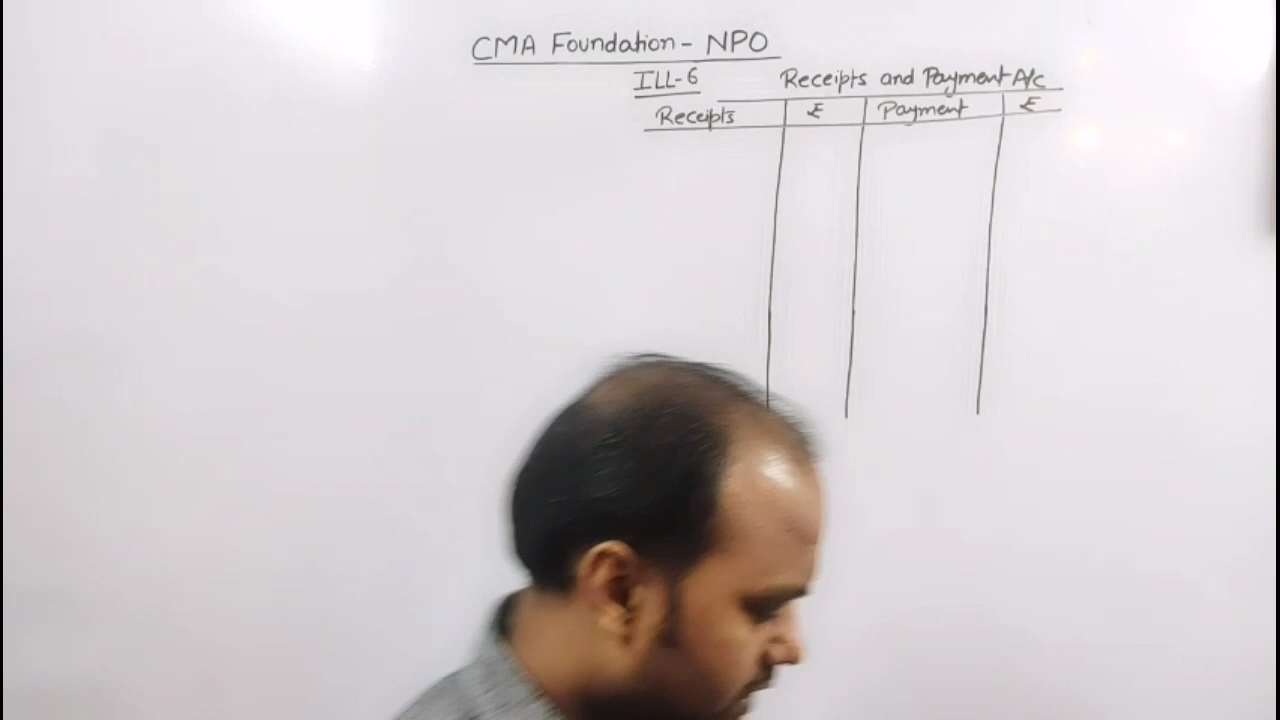 CMA Foundation - NPO
ILL-6 Receipts and Payment A/c
Receipts ₹ Payment ₹